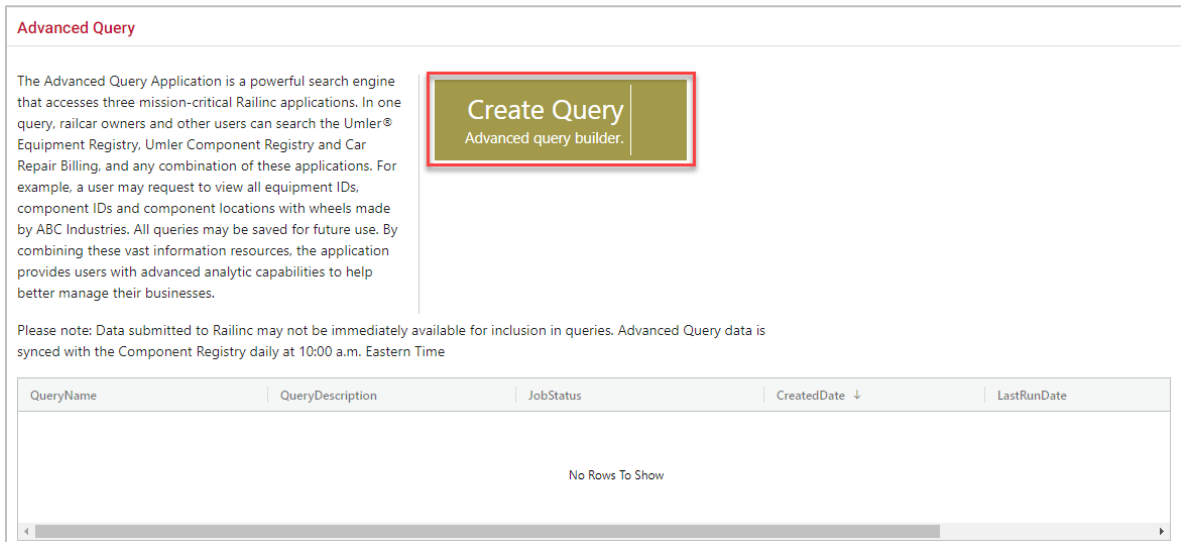 Advanced Query
The Advanced Query Application is a powerful search engine
that accesses three mission-critical Railinc applications. In one
query, railcar owners and other users can search the Umler®
Equipment Registry, Umler Component Registry and Car
Repair Billing, and any combination of these applications. For
example, a user may request to view all equipment IDs,
component IDs and component locations with wheels made
by ABC Industries. All queries may be saved for future use. By
combining these vast information resources, the application
provides users with advanced analytic capabilities to help
better manage their businesses.
Create Query
Advanced query builder.
Please note: Data submitted to Railinc may not be immediately available for inclusion in queries. Advanced Query data is
synced with the Component Registry daily at 10:00 a.m. Eastern Time
QueryName QueryDescription JobStatus CreatedDate ↓ LastRunDate
No Rows To Show